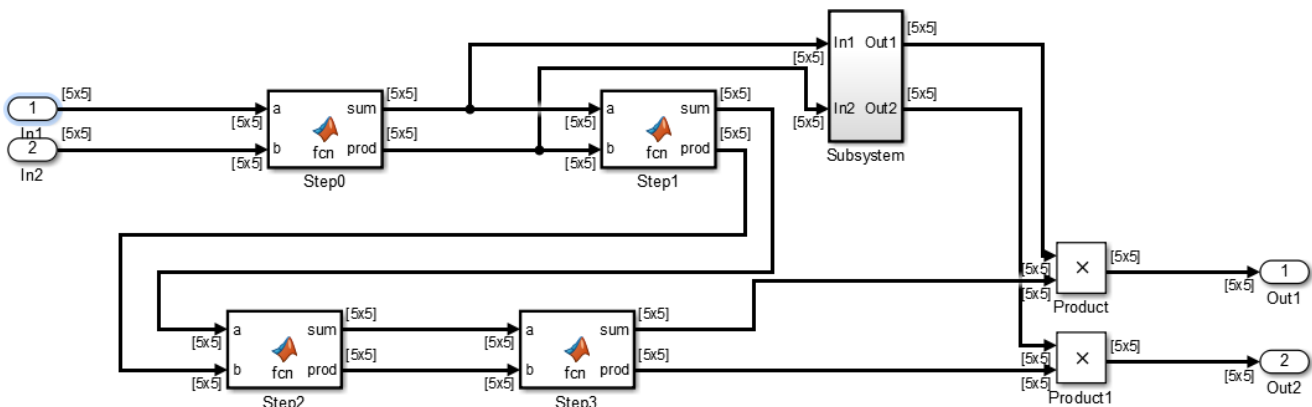 [5x5]
In1 Out1
[5x5]
In2 Out2
[5x5]
[5x5]
Subsystem
1
[5x5]
In1
[5x5]
a sum
[5x5]
b prod
[5x5]
fcn
[5x5]
Step0
2
[5x5]
In2
[5x5]
a sum
[5x5]
b prod
[5x5]
fcn
[5x5]
Step1
[5x5]
[5x5]
×
[5x5]
Product
1
[5x5]
Out1
[5x5]
a sum
[5x5]
b prod
[5x5]
fcn
[5x5]
Step2
[5x5]
a sum
[5x5]
b prod
[5x5]
fcn
[5x5]
Step3
[5x5]
[5x5]
×
[5x5]
Product1
2
[5x5]
Out2